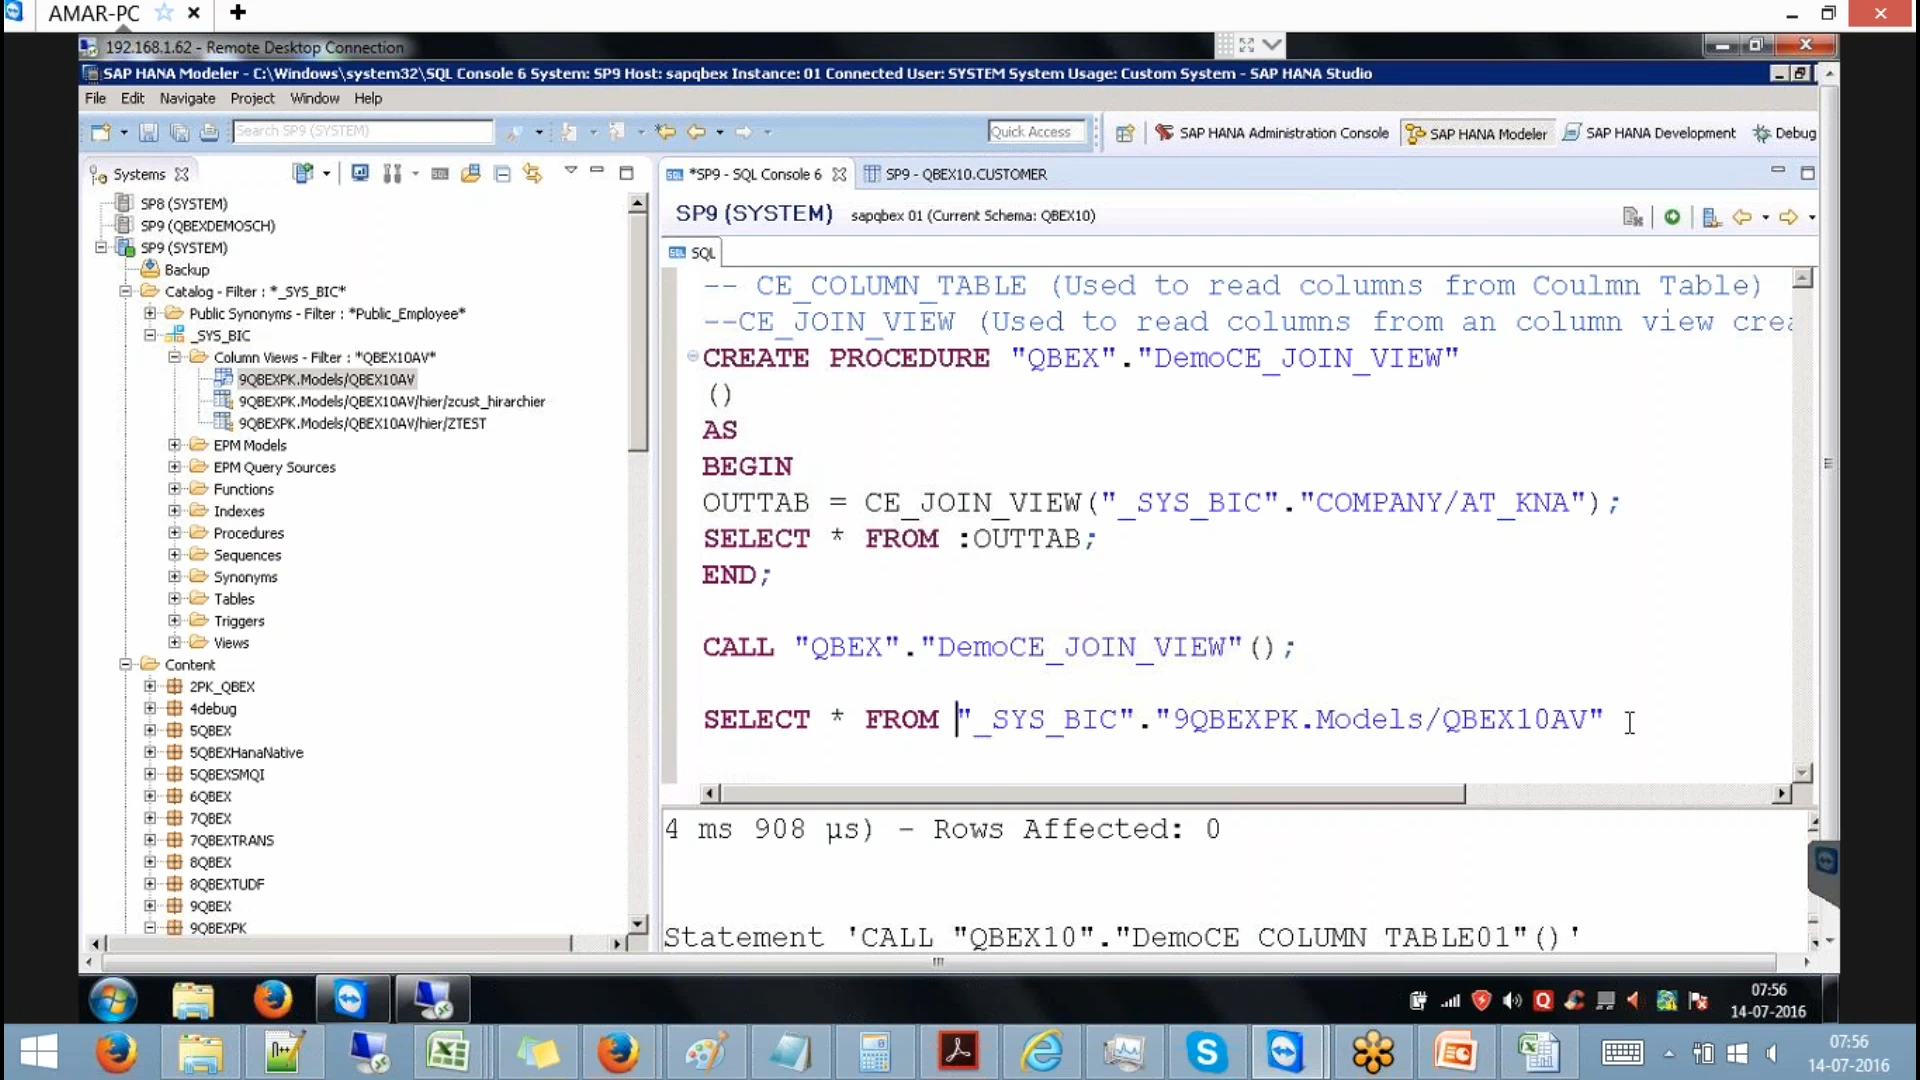 AMAR-PC
192.168.1.62 - Remote Desktop Connection
SAP HANA Modeler - C:\Windows\system32\SQL Console 6 System: SP9 Host: sapqbex Instance: 01 Connected User: SYSTEM System Usage: Custom System - SAP HANA Studio
File Edit Navigate Project Window Help
Search SP9 (SYSTEM)
Quick Access
SAP HANA Administration Console
SAP HANA Modeler
SAP HANA Development
Debug
Systems
SP8 (SYSTEM)
SP9 (QBEXDEMOSCH)
SP9 (SYSTEM)
Backup
Catalog - Filter : *_SYS_BIC*
Public Synonyms - Filter : *Public_Employee*
_SYS_BIC
Column Views - Filter : *QBEX10AV*
9QBEXPK.Models/QBEX10AV
9QBEXPK.Models/QBEX10AV/hier/zcust_hirarchier
9QBEXPK.Models/QBEX10AV/hier/ZTEST
EPM Models
EPM Query Sources
Functions
Indexes
Procedures
Sequences
Synonyms
Tables
Triggers
Views
Content
2PK_QBEX
4debug
5QBEX
5QBEXHanaNative
5QBEXSMQI
6QBEX
7QBEX
7QBEXTRANS
8QBEX
8QBEXTUDF
9QBEX
9QBEXPK
*SP9 - SQL Console 6
SP9 - QBEX10.CUSTOMER
SP9 (SYSTEM) sapqbex 01 (Current Schema: QBEX10)
SQL
-- CE_COLUMN_TABLE (Used to read columns from Coulmn Table)
--CE_JOIN_VIEW (Used to read columns from an column view crea
CREATE PROCEDURE "QBEX"."DemoCE_JOIN_VIEW"
()
AS
BEGIN
OUTTAB = CE_JOIN_VIEW("_SYS_BIC"."COMPANY/AT_KNA");
SELECT * FROM :OUTTAB;
END;
CALL "QBEX"."DemoCE_JOIN_VIEW"();
SELECT * FROM "_SYS_BIC"."9QBEXPK.Models/QBEX10AV"
4 ms 908 µs) - Rows Affected: 0
Statement 'CALL "QBEX10"."DemoCE COLUMN TABLE01"()'
07:56
14-07-2016
07:56
14-07-2016